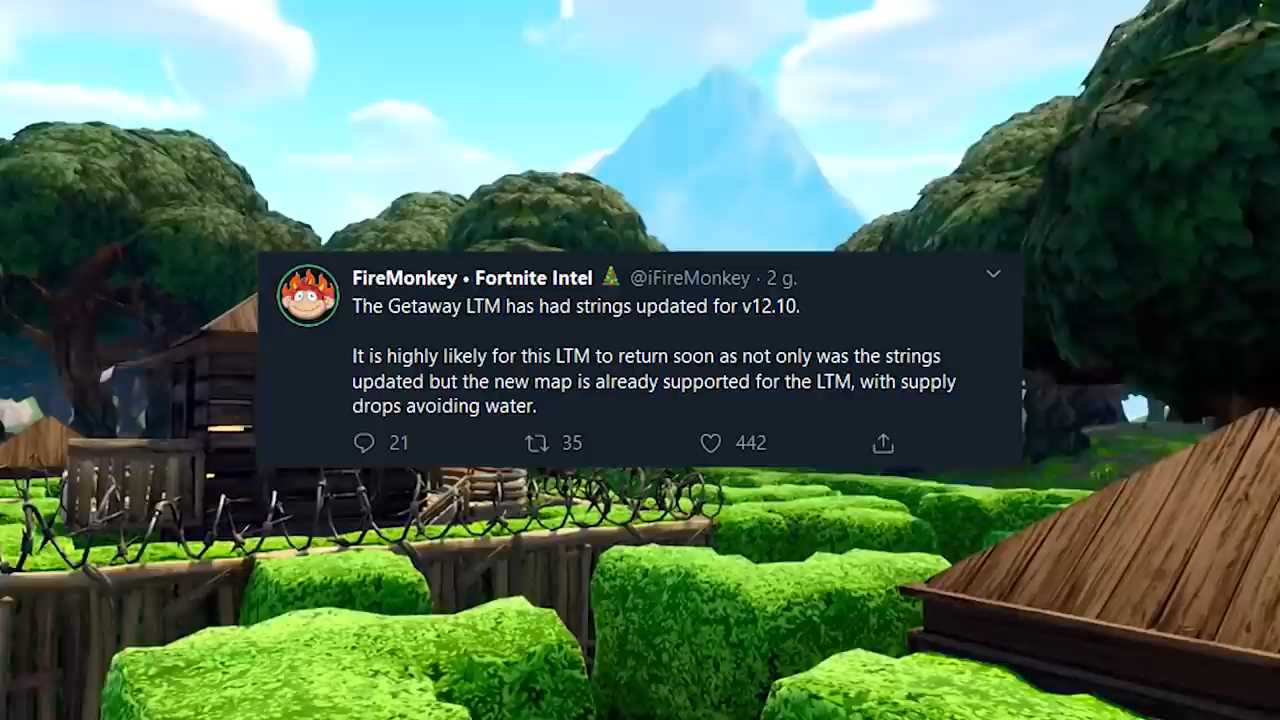 FireMonkey • Fortnite Intel 🎄 @iFireMonkey · 2 g.
The Getaway LTM has had strings updated for v12.10.
It is highly likely for this LTM to return soon as not only was the strings
updated but the new map is already supported for the LTM, with supply
drops avoiding water.
21 35 442